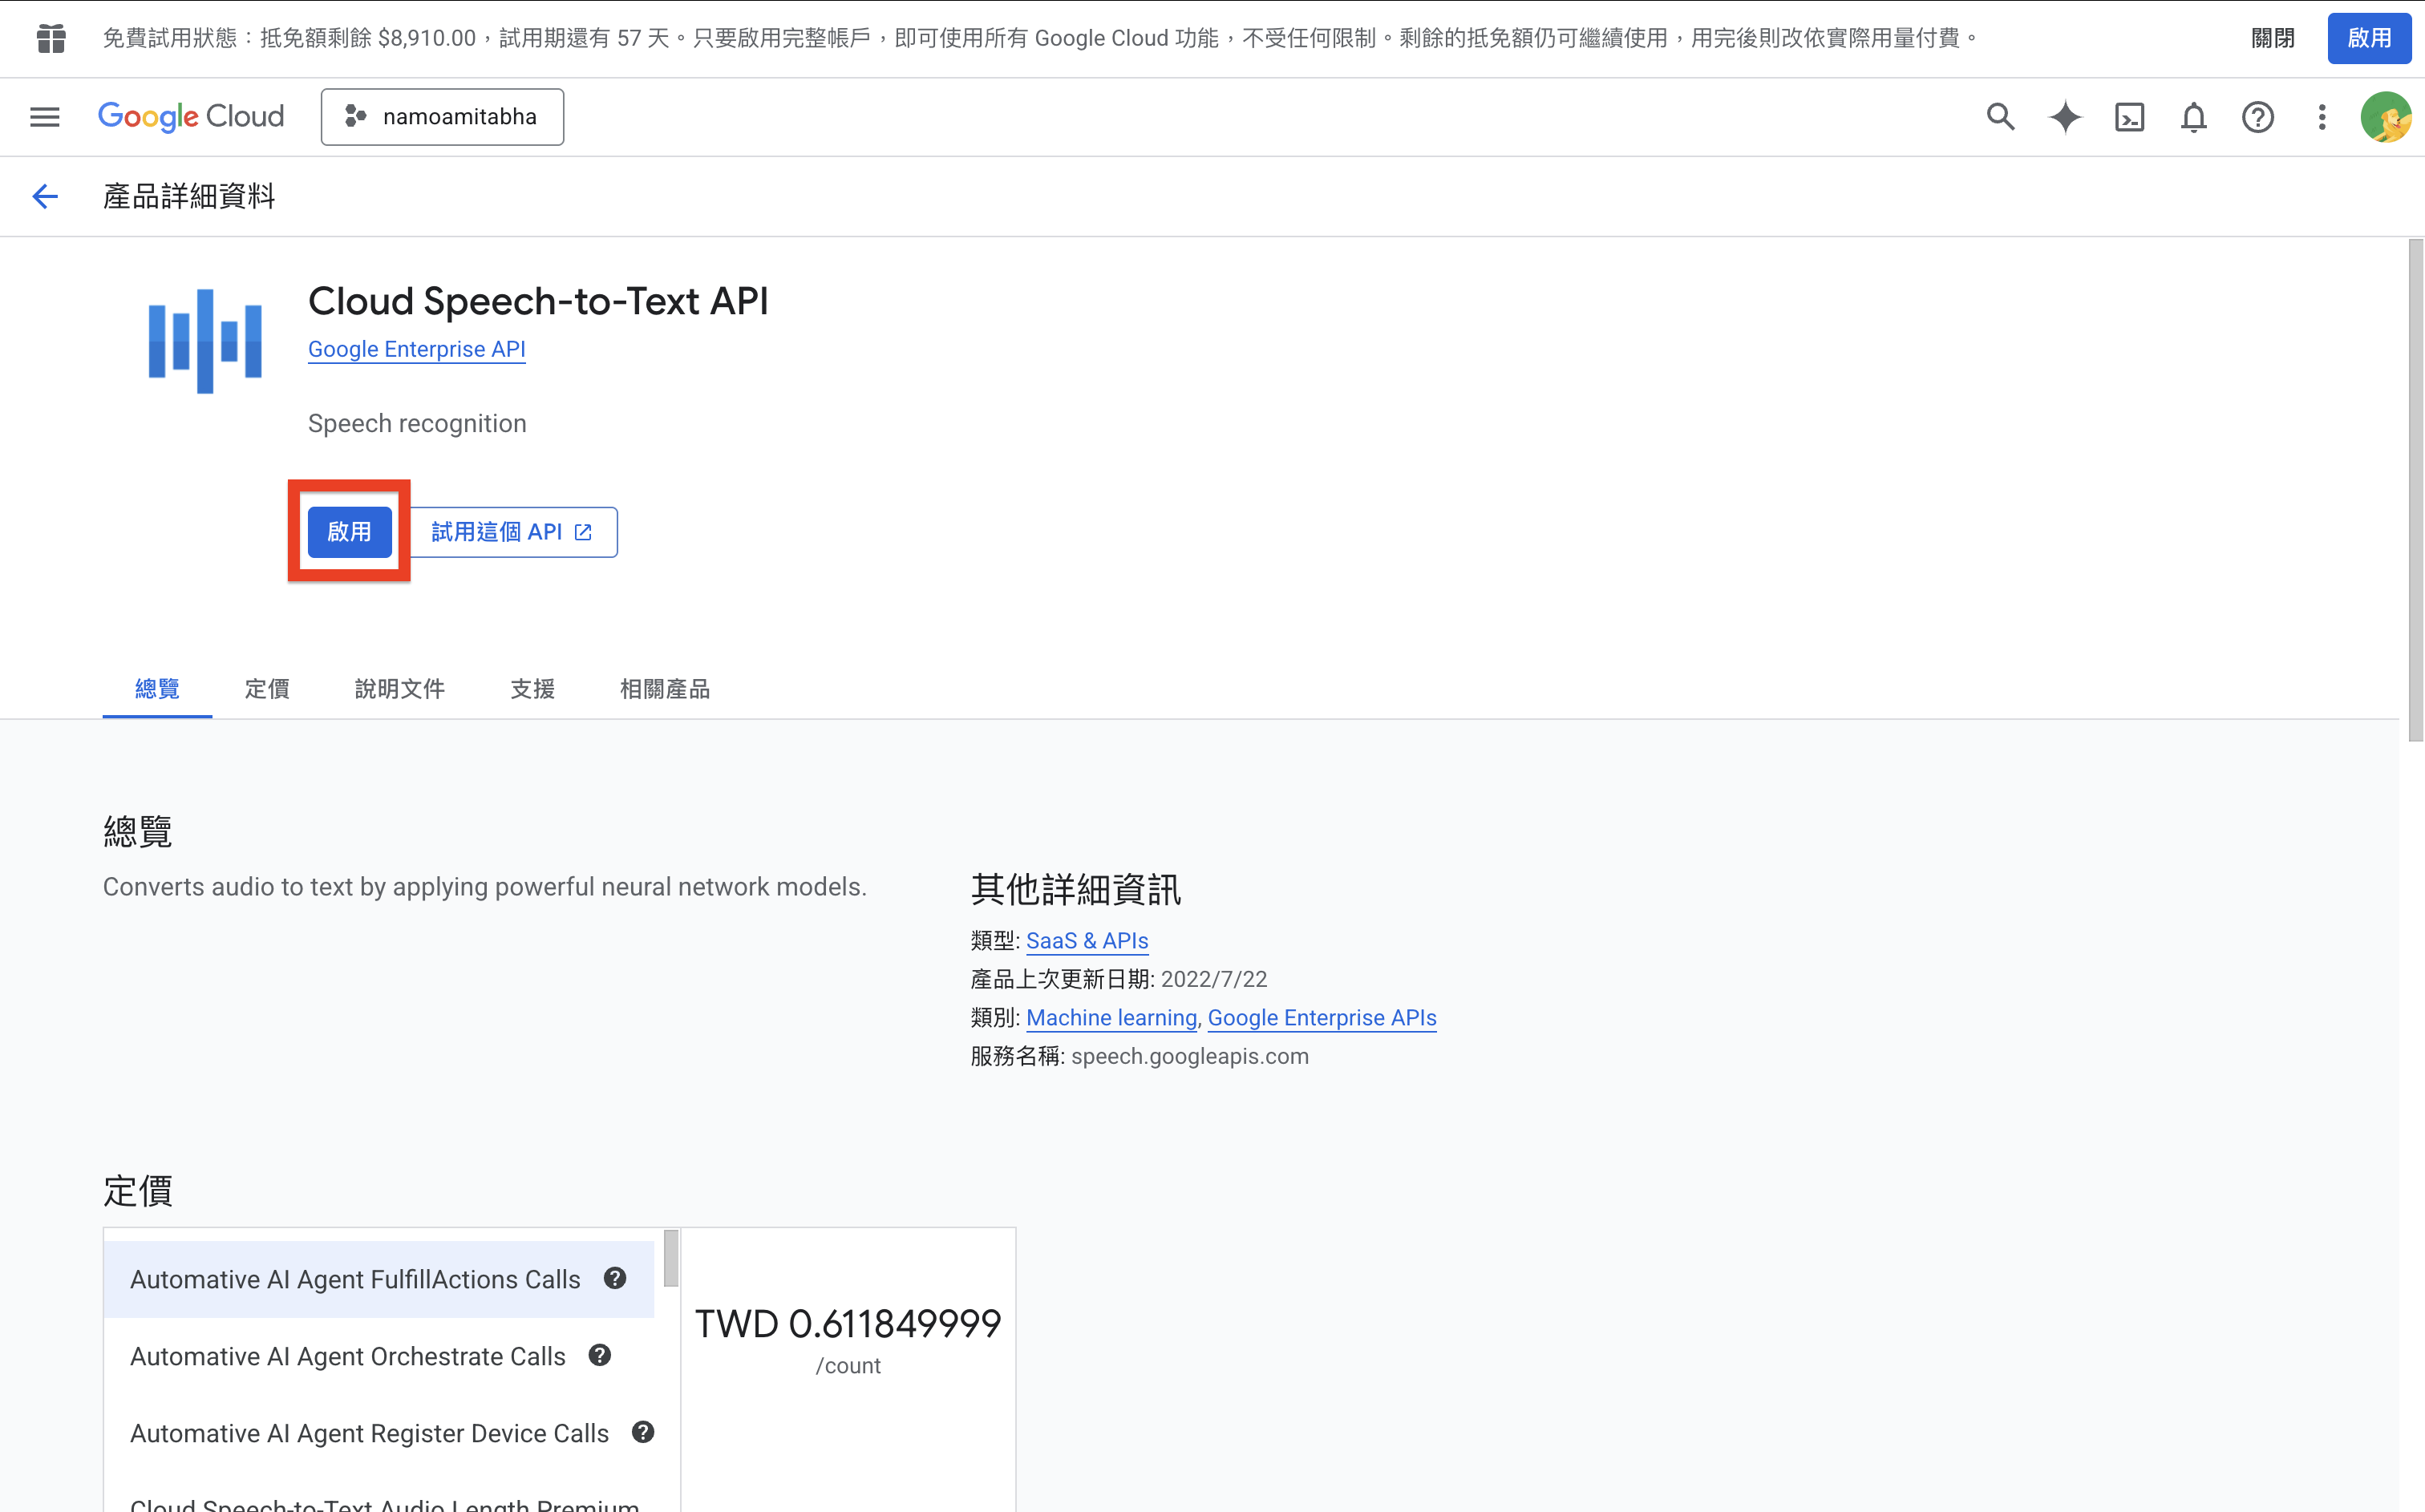 免費試用狀態：抵免額剩餘 $8,910.00，試用期還有 57 天。只要啟用完整帳戶，即可使用所有 Google Cloud 功能，不受任何限制。剩餘的抵免額仍可繼續使用，用完後則改依實際用量付費。 關閉 啟用
Google Cloud namoamitabha
產品詳細資料
Cloud Speech-to-Text API
Google Enterprise API
Speech recognition
啟用 試用這個 API
總覽 定價 說明文件 支援 相關產品
總覽
Converts audio to text by applying powerful neural network models.
其他詳細資訊
類型: SaaS & APIs
產品上次更新日期: 2022/7/22
類別: Machine learning, Google Enterprise APIs
服務名稱: speech.googleapis.com
定價
Automative AI Agent FulfillActions Calls
Automative AI Agent Orchestrate Calls
Automative AI Agent Register Device Calls
Cloud Speech-to-Text Audio Length Premium
TWD 0.611849999
/count